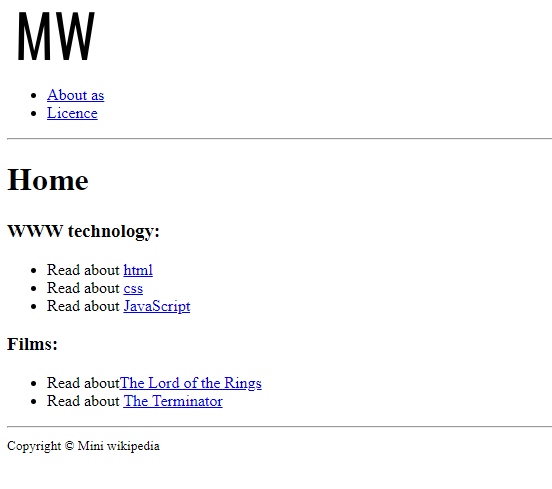 MW
About as
Licence
Home
WWW technology:
Read about html
Read about css
Read about JavaScript
Films:
Read aboutThe Lord of the Rings
Read about The Terminator
Copyright © Mini wikipedia